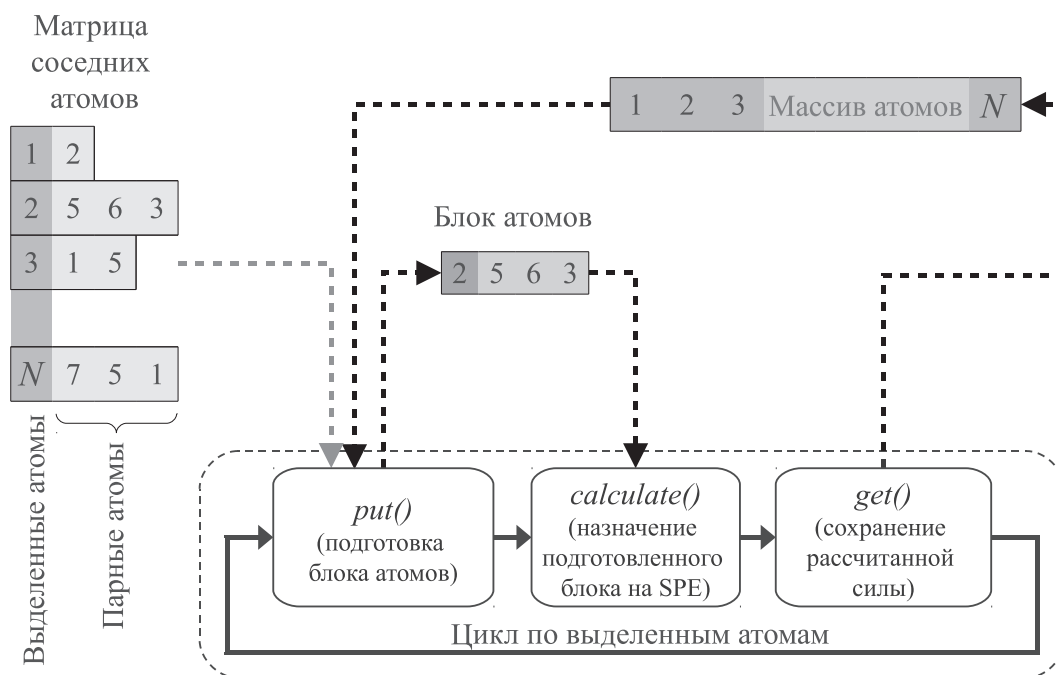 Матрица
соседних
атомов
1 2
2 5 6 3
3 1 5
N 7 5 1
Выделенные атомы
Парные атомы
1 2 3 Массив атомов N
Блок атомов
2 5 6 3
put()
(подготовка
блока атомов)
calculate()
(назначение
подготовленного
блока на SPE)
get()
(сохранение
рассчитанной
силы)
Цикл по выделенным атомам